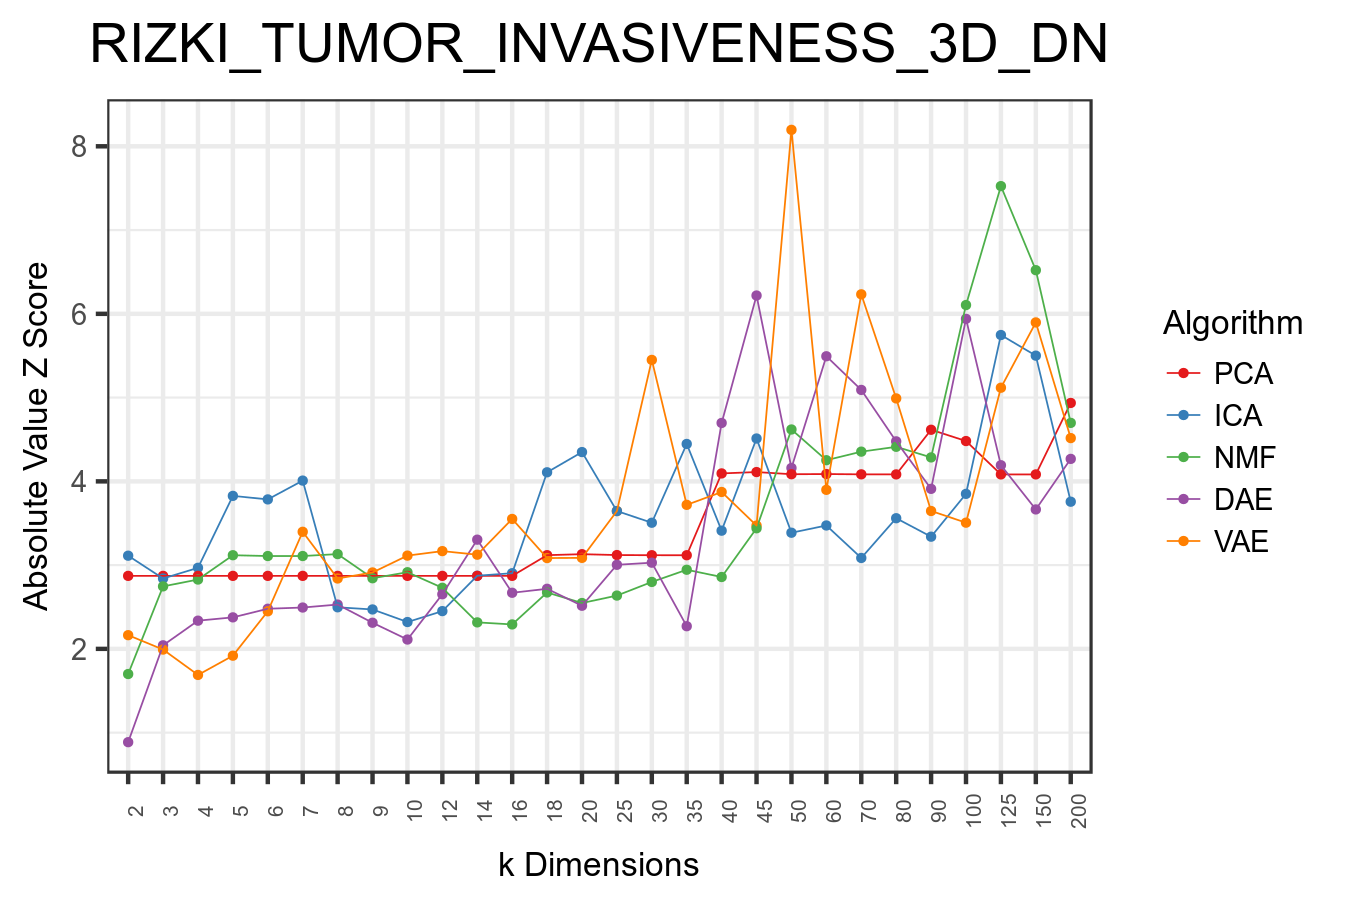 RIZKI_TUMOR_INVASIVENESS_3D_DN
Absolute Value Z Score
8
6
4
2
2 3 4 5 6 7 8 9 10 12 14 16 18 20 25 30 35 40 45 50 60 70 80 90 100 125 150 200
k Dimensions
Algorithm
PCA
ICA
NMF
DAE
VAE